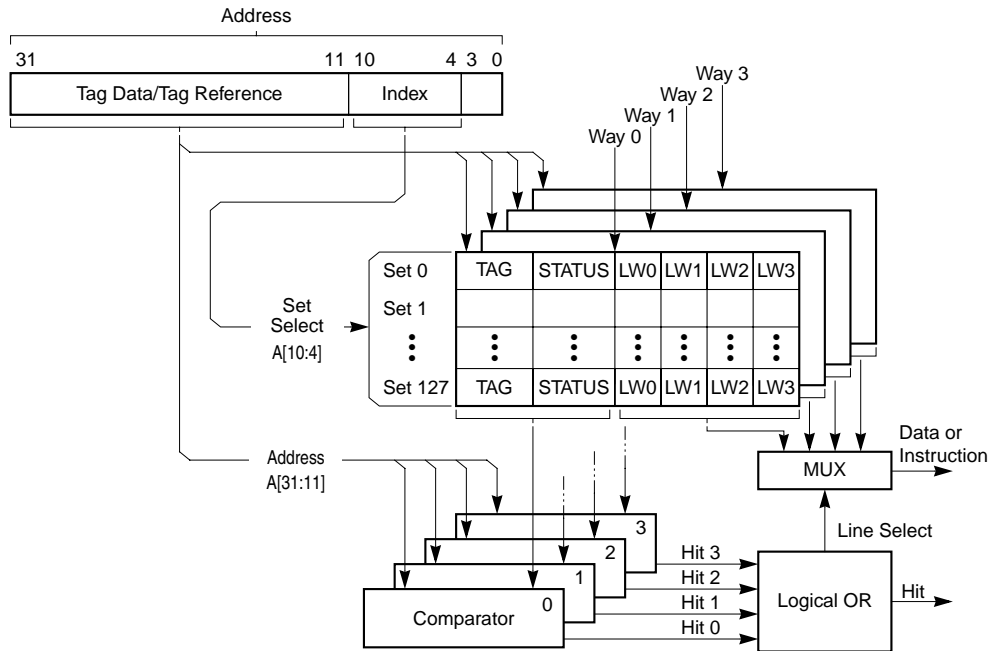 Address
31 11 10 4 3 0
Tag Data/Tag Reference Index
Way 3
Way 2
Way 1
Way 0
Set 0 TAG STATUS LW0 LW1 LW2 LW3
Set 1
Set Select
A[10:4]
Set 127 TAG STATUS LW0 LW1 LW2 LW3
Address
A[31:11]
Data or
Instruction
MUX
Line Select
3
2
1
0
Comparator
Hit 3
Hit 2
Hit 1
Hit 0
Logical OR
Hit